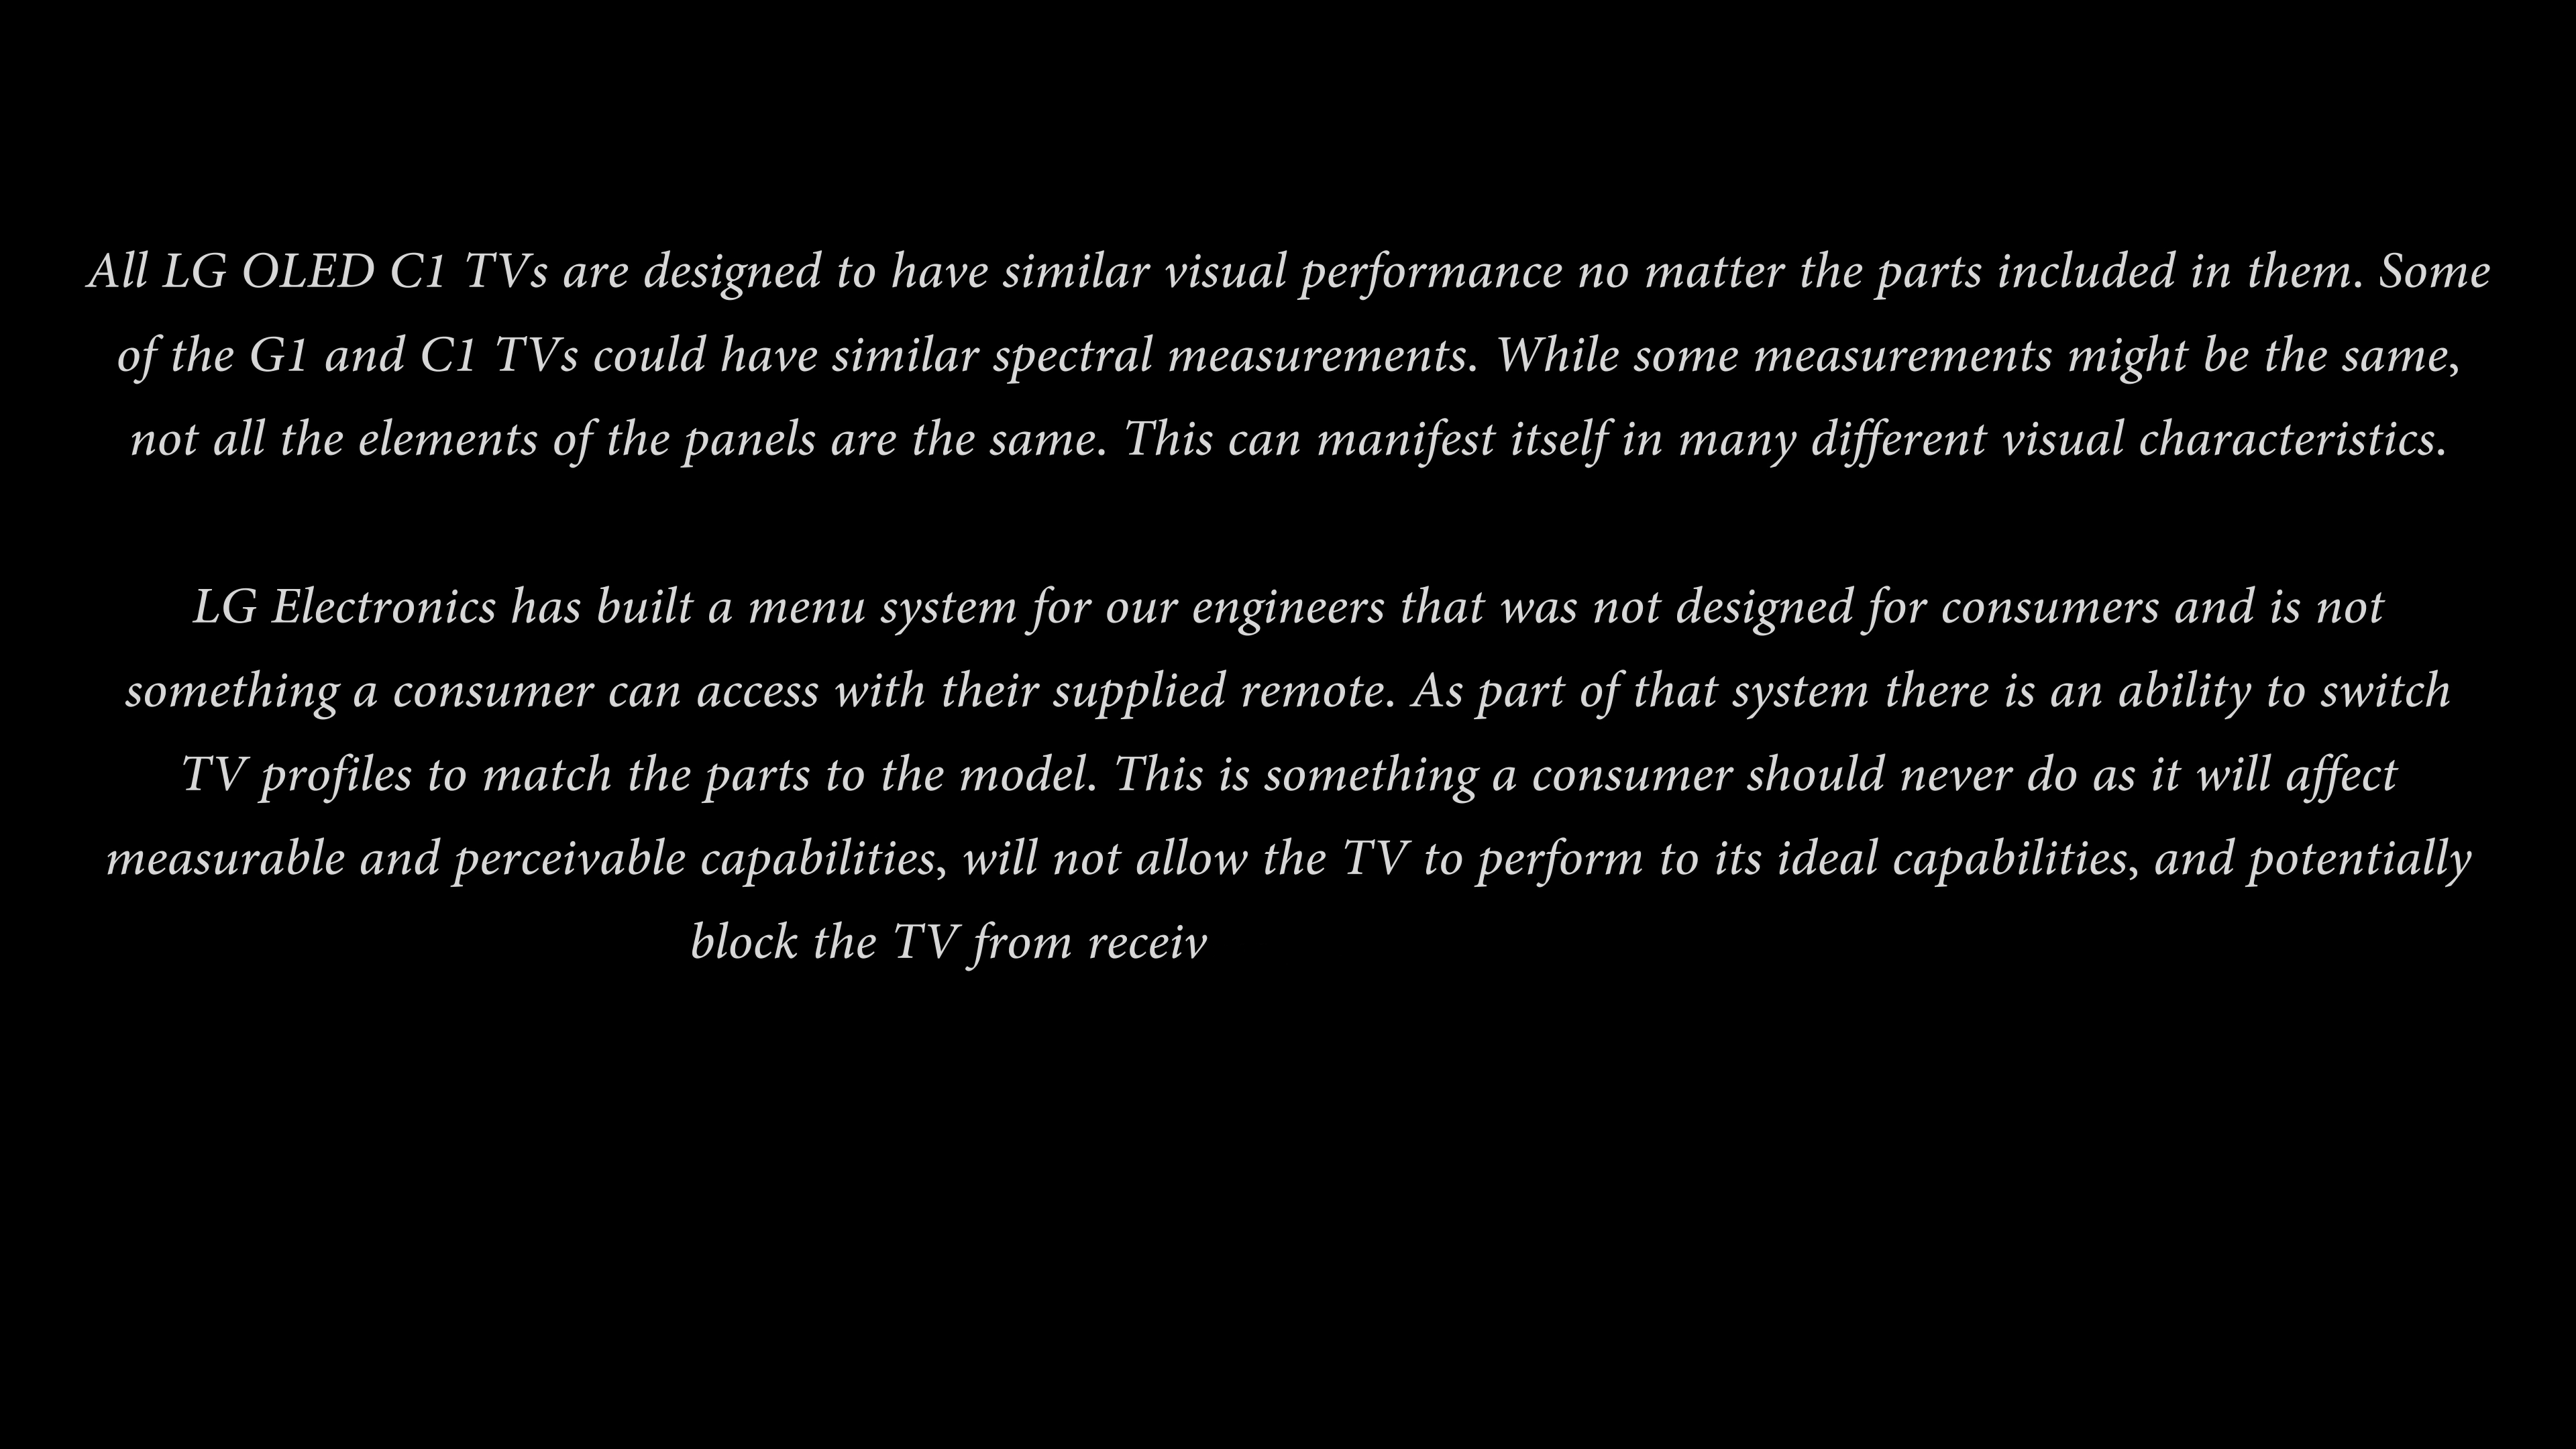 All LG OLED C1 TVs are designed to have similar visual performance no matter the parts included in them. Some
of the G1 and C1 TVs could have similar spectral measurements. While some measurements might be the same,
not all the elements of the panels are the same. This can manifest itself in many different visual characteristics.
LG Electronics has built a menu system for our engineers that was not designed for consumers and is not
something a consumer can access with their supplied remote. As part of that system there is an ability to switch
TV profiles to match the parts to the model. This is something a consumer should never do as it will affect
measurable and perceivable capabilities, will not allow the TV to perform to its ideal capabilities, and potentially
block the TV from receiv